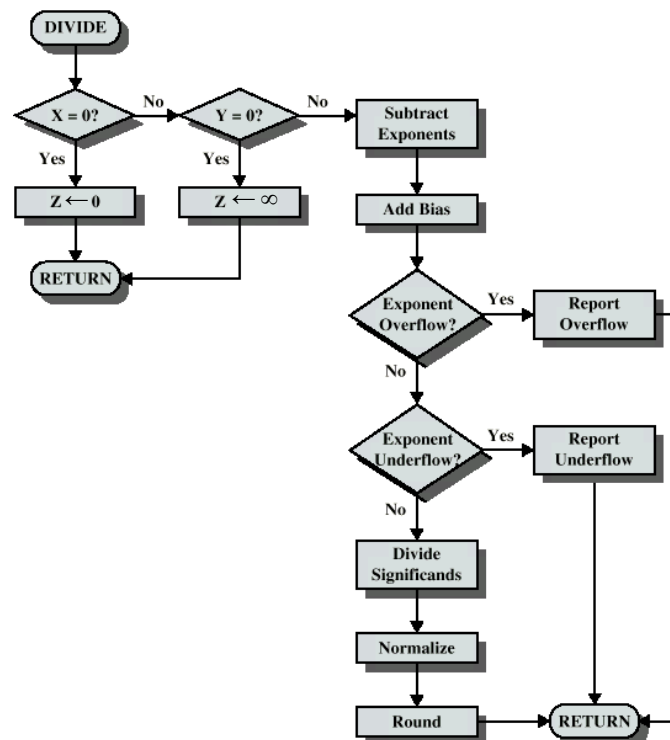 DIVIDE
X = 0?
No
Y = 0?
No
Subtract
Exponents
Yes
Yes
Z ← 0
Z ← ∞
Add Bias
RETURN
Exponent
Overflow?
Yes
Report
Overflow
No
Exponent
Underflow?
Yes
Report
Underflow
No
Divide
Significands
Normalize
Round
RETURN